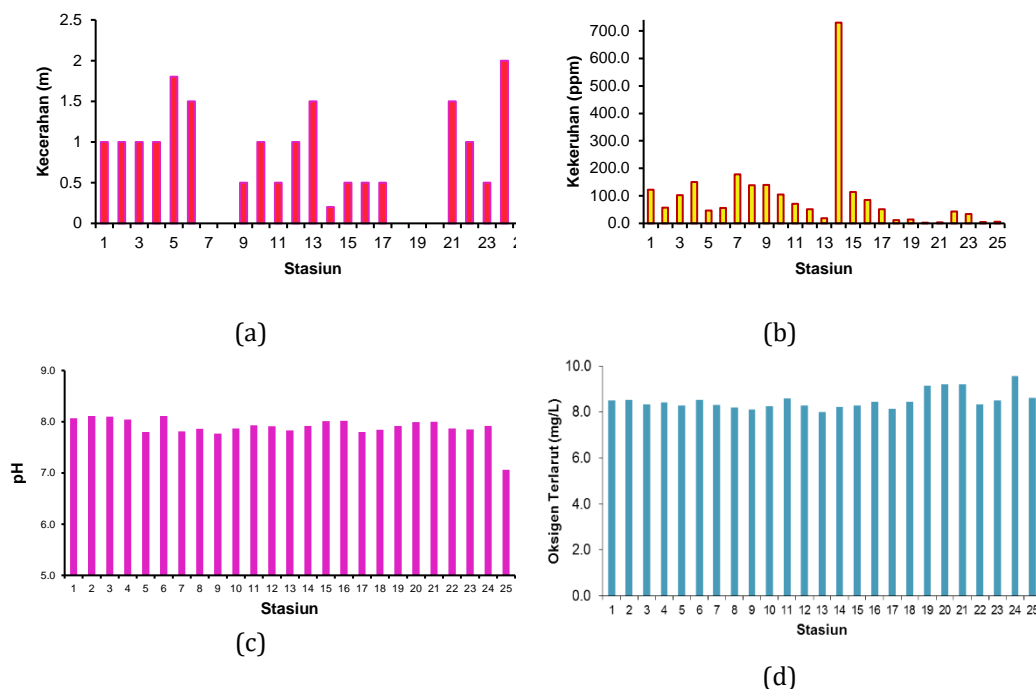 2.5
2
1.5
1
0.5
0
Kecerahan (m)
1 3 5 7 9 11 13 15 17 19 21 23
Stasiun
(a)
700.0
600.0
500.0
400.0
300.0
200.0
100.0
0.0
Kekeruhan (ppm)
1 3 5 7 9 11 13 15 17 19 21 23 25
Stasiun
(b)
9.0
8.0
7.0
6.0
5.0
pH
1 2 3 4 5 6 7 8 9 10 11 12 13 14 15 16 17 18 19 20 21 22 23 24 25
Stasiun
(c)
10.0
8.0
6.0
4.0
2.0
0.0
Oksigen Terlarut (mg/L)
1 2 3 4 5 6 7 8 9 10 11 12 13 14 15 16 17 18 19 20 21 22 23 24 25
Stasiun
(d)